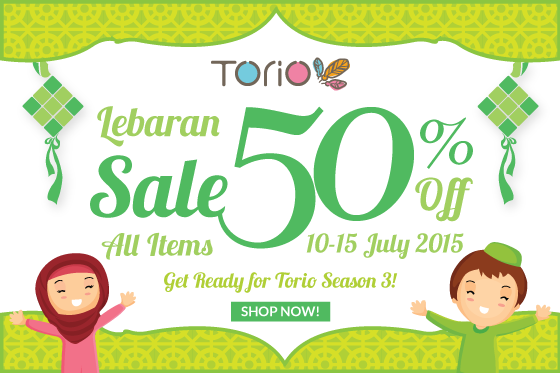 TORIO
Lebaran
Sale 50% Off
All Items 10-15 July 2015
Get Ready for Torio Season 3!
SHOP NOW!